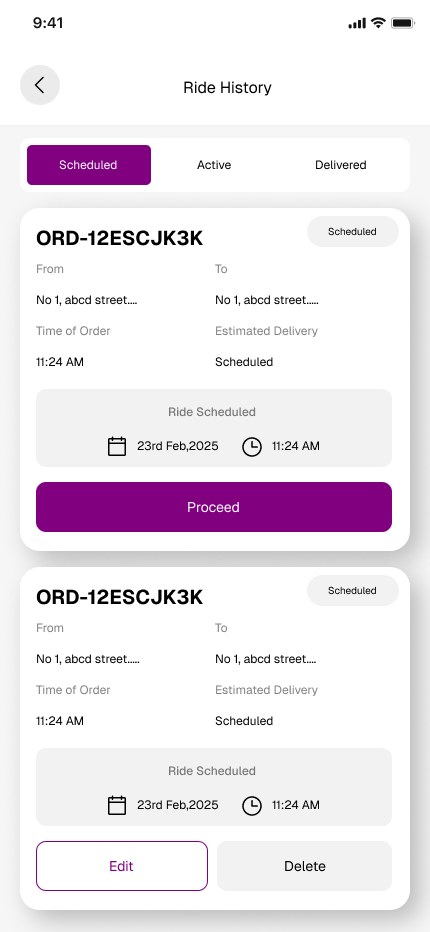 9:41
Ride History
Scheduled Active Delivered
ORD-12ESCJK3K Scheduled
From To
No 1, abcd street.... No 1, abcd street.....
Time of Order Estimated Delivery
11:24 AM Scheduled
Ride Scheduled
23rd Feb,2025 11:24 AM
Proceed
ORD-12ESCJK3K Scheduled
From To
No 1, abcd street..... No 1, abcd street....
Time of Order Estimated Delivery
11:24 AM Scheduled
Ride Scheduled
23rd Feb,2025 11:24 AM
Edit Delete